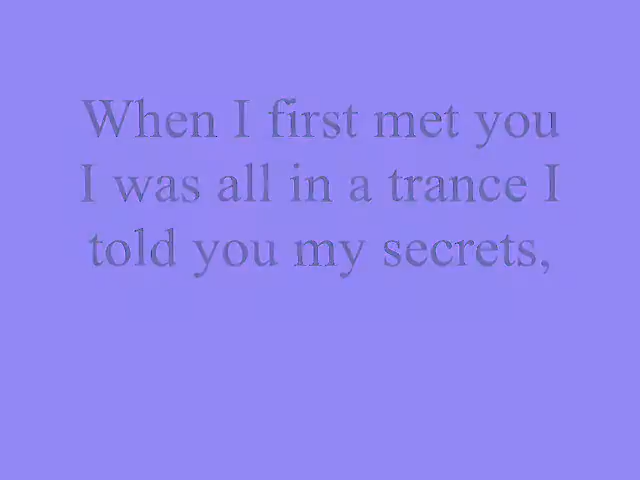 When I first met you
I was all in a trance I
told you my secrets,